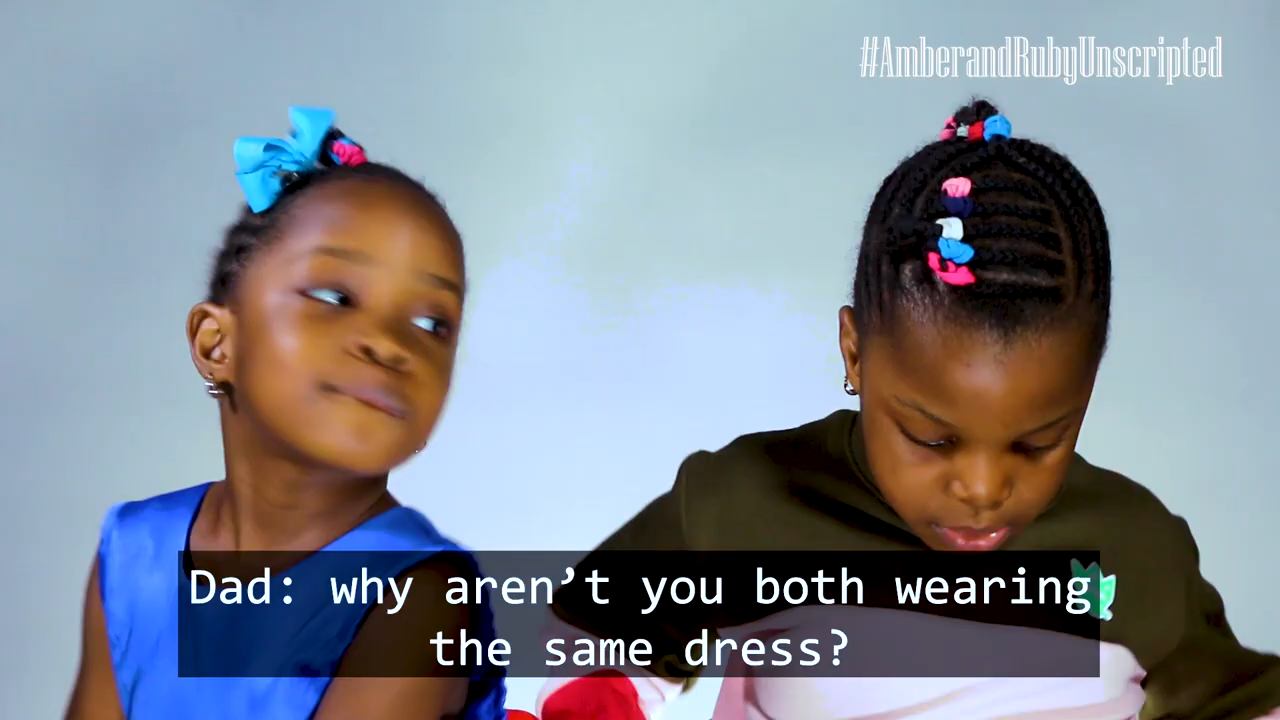 #AmberandRubyUnscripted
Dad: why aren’t you both wearing
the same dress?